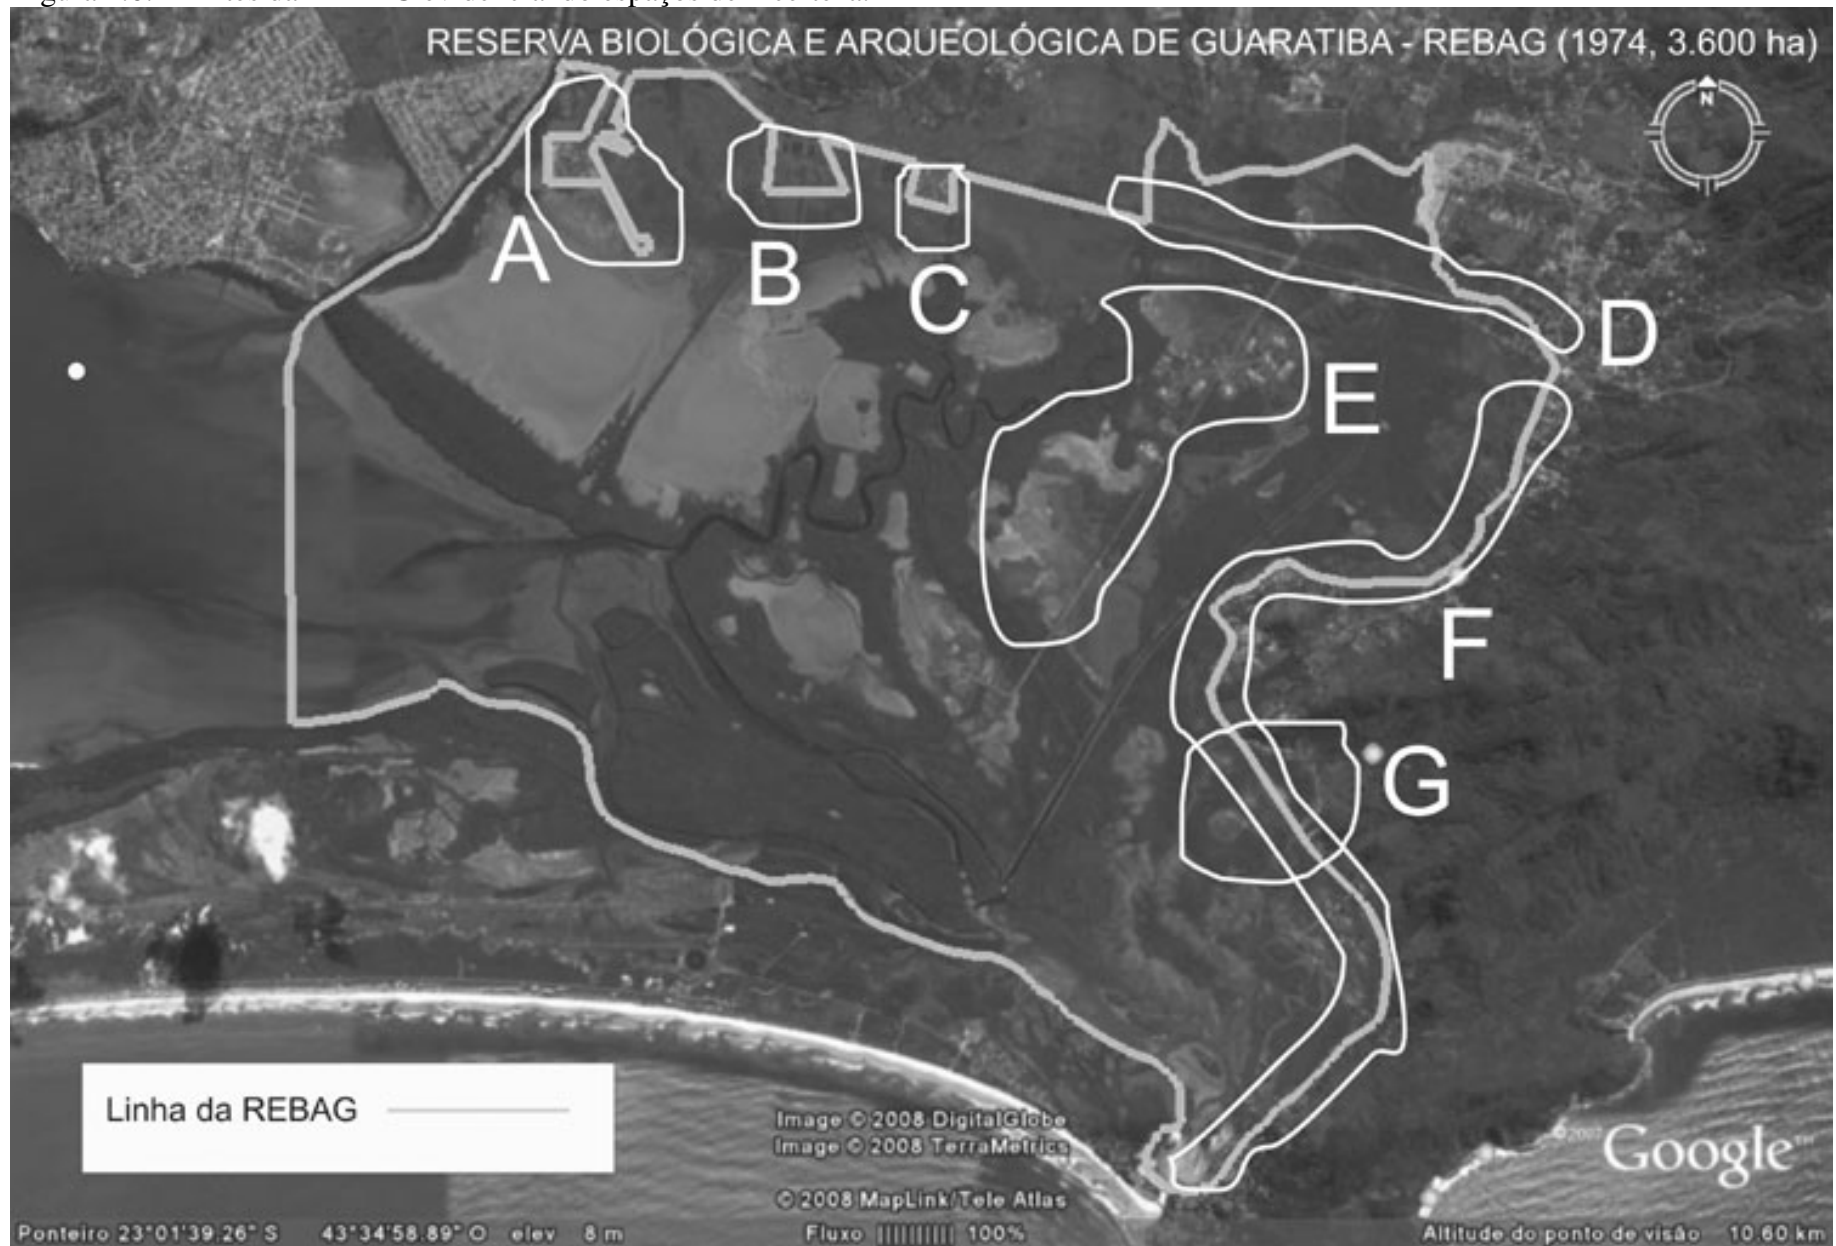 RESERVA BIOLÓGICA E ARQUEOLÓGICA DE GUARATIBA - REBAG (1974, 3.600 ha)
N
A
B
C
D
E
F
G
Linha da REBAG
Image © 2008 DigitalGlobe
Image © 2008 TerraMetrics
© 2008 MapLink/Tele Atlas
©2007 Google™
Ponteiro 23°01'39.26" S 43°34'58.89" O elev 8 m Fluxo 100% Altitude do ponto de visão 10.60 km